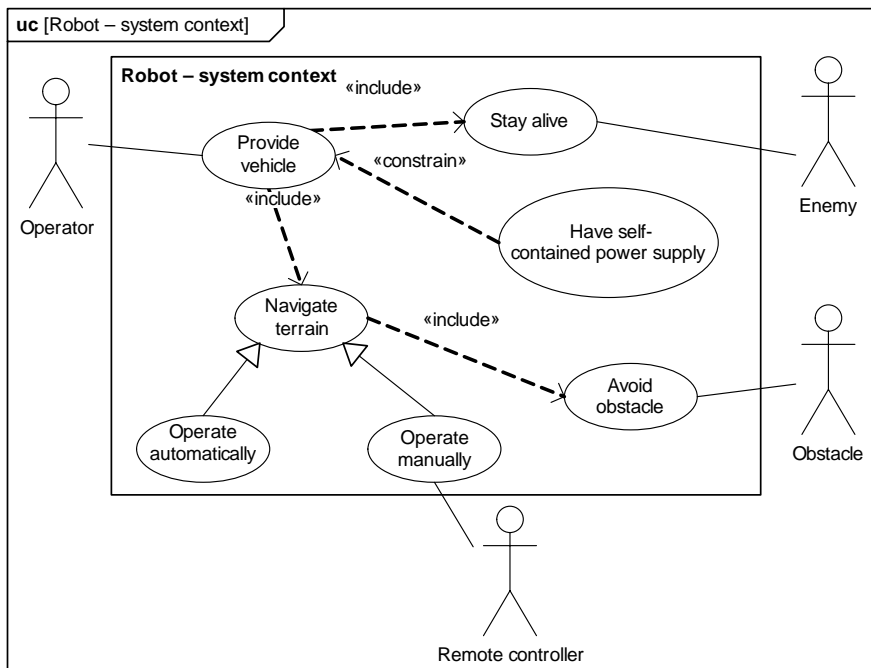 uc [Robot – system context]
Robot – system context
«include»
Stay alive
Provide
vehicle
«constrain»
Operator
«include»
Enemy
Have self-
contained power supply
Navigate
terrain
«include»
Avoid
obstacle
Operate
automatically
Operate
manually
Obstacle
Remote controller